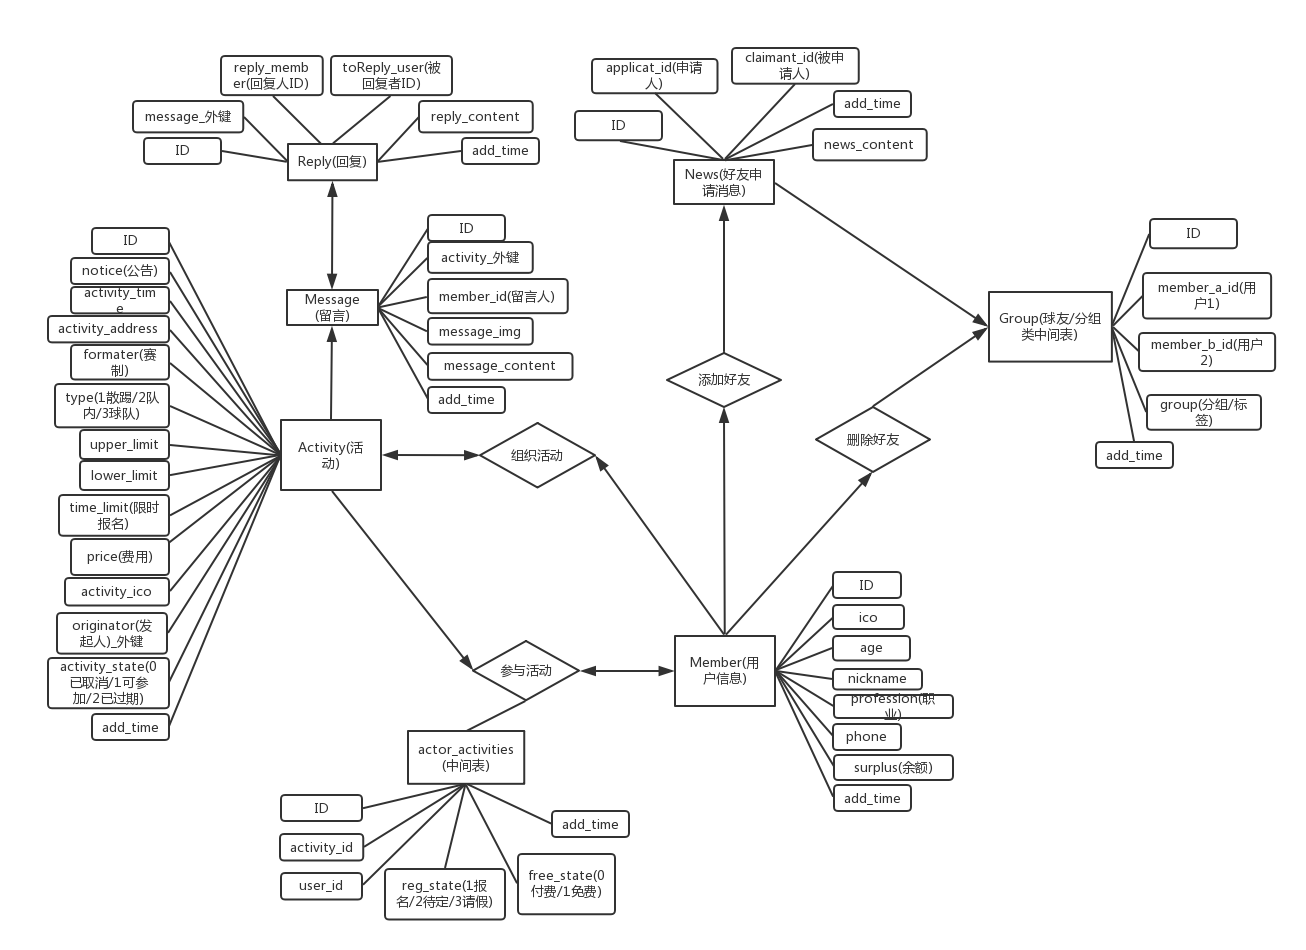 reply_memb
er(回复人ID)
toReply_user(被
回复者ID)
message_外键
reply_content
ID
add_time
Reply(回复)
applicat_id(申请
人)
claimant_id(被申
请人)
add_time
ID
news_content
News(好友申
请消息)
ID
notice(公告)
activity_tim
e
activity_address
formater(赛
制)
type(1散踢/2队
内/3球队)
upper_limit
lower_limit
time_limit(限时
报名)
price(费用)
activity_ico
originator(发
起人)_外键
activity_state(0
已取消/1可参
加/2已过期)
add_time
Message
(留言)
ID
activity_外键
member_id(留言人)
message_img
message_content
add_time
Activity(活
动)
组织活动
添加好友
删除好友
Group(球友/分组
类中间表)
ID
member_a_id(用
户1)
member_b_id(用户
2)
group(分组/标
签)
add_time
参与活动
Member(用
户信息)
ID
ico
age
nickname
profession(职
业)
phone
surplus(余额)
add_time
actor_activities
(中间表)
ID
activity_id
user_id
reg_state(1报
名/2待定/3请假)
free_state(0
付费/1免费)
add_time